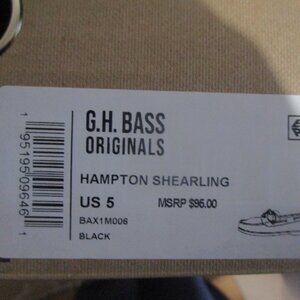 G.H. BASS
ORIGINALS
HAMPTON SHEARLING
US 5 MSRP $95.00
BAX1M006
BLACK
1 95195 09646 1